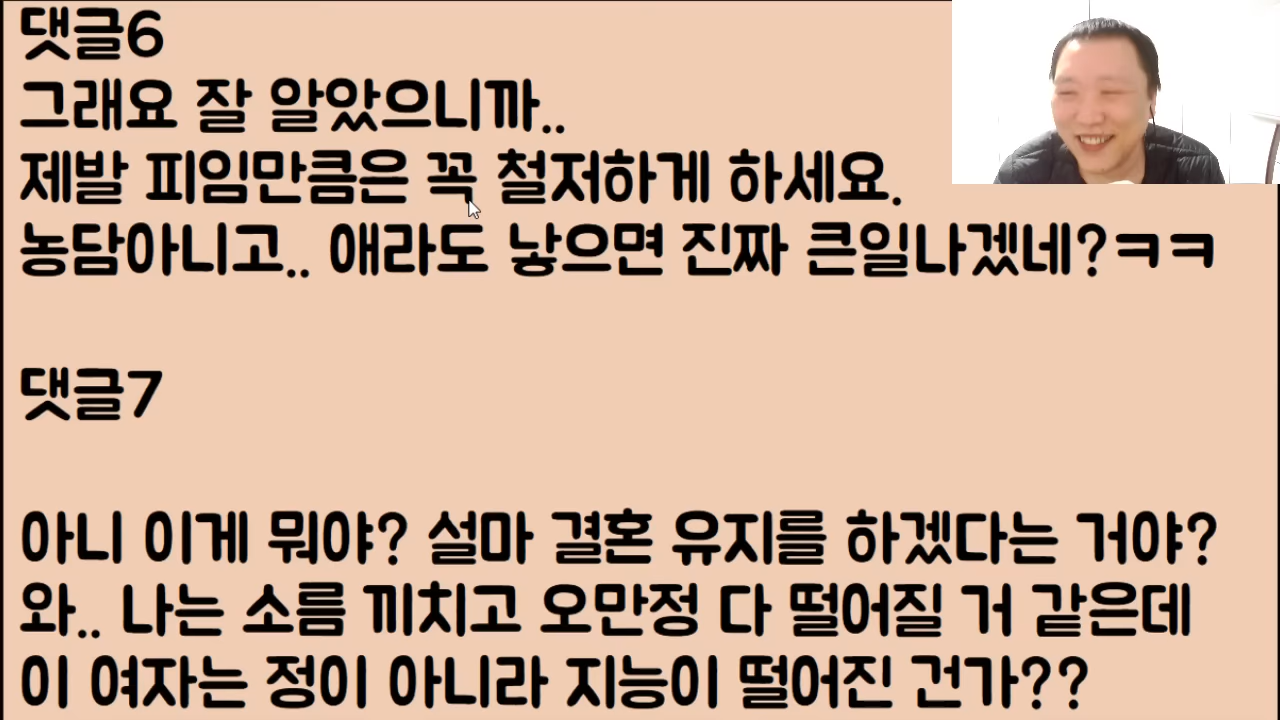 댓글6
그래요 잘 알았으니까..
제발 피임만큼은 꼭 철저하게 하세요.
농담아니고.. 애라도 낳으면 진짜 큰일나겠네?ㅋㅋ
댓글7
아니 이게 뭐야? 설마 결혼 유지를 하겠다는 거야?
와.. 나는 소름 끼치고 오만정 다 떨어질 거 같은데
이 여자는 정이 아니라 지능이 떨어진 건가??